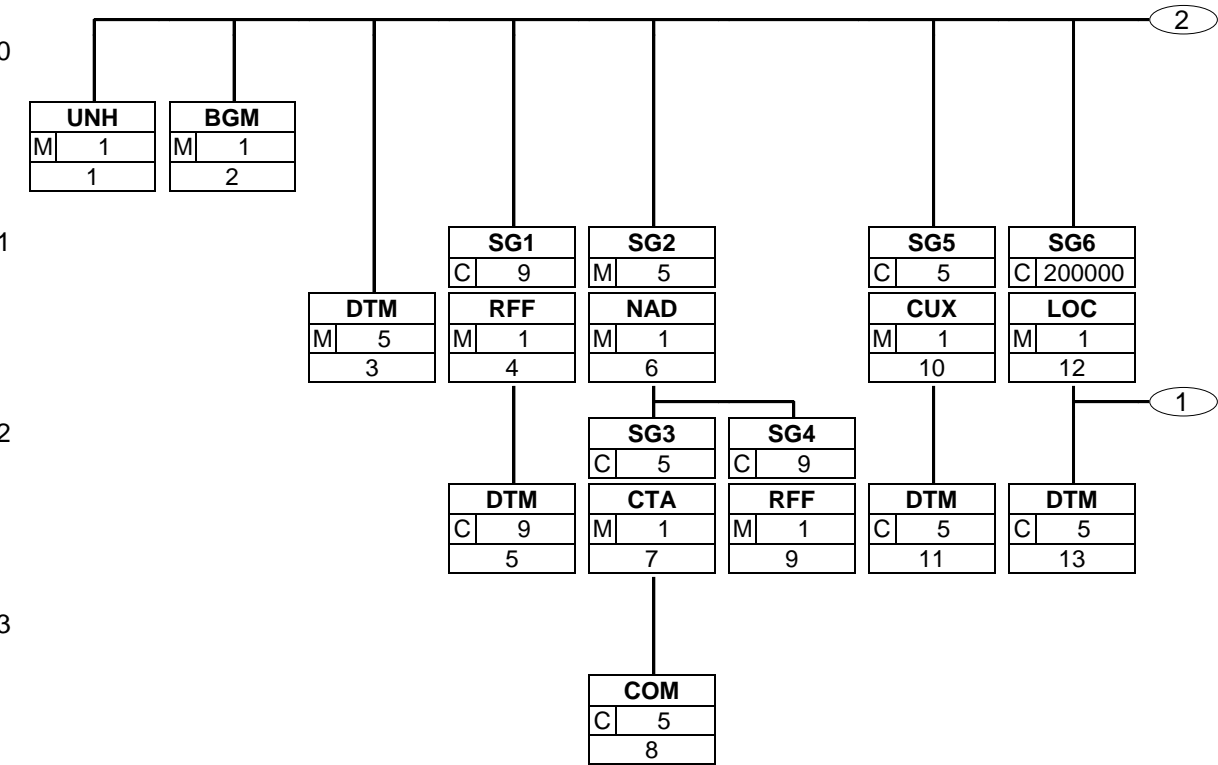 2
0
UNH BGM
M 1 M 1
1 2
1
SG1 SG2 SG5 SG6
C 9 M 5 C 5 C 200000
DTM RFF NAD CUX LOC
M 5 M 1 M 1 M 1 M 1
3 4 6 10 12
1
2
SG3 SG4
C 5 C 9
DTM CTA RFF DTM DTM
C 9 M 1 M 1 C 5 C 5
5 7 9 11 13
3
COM
C 5
8